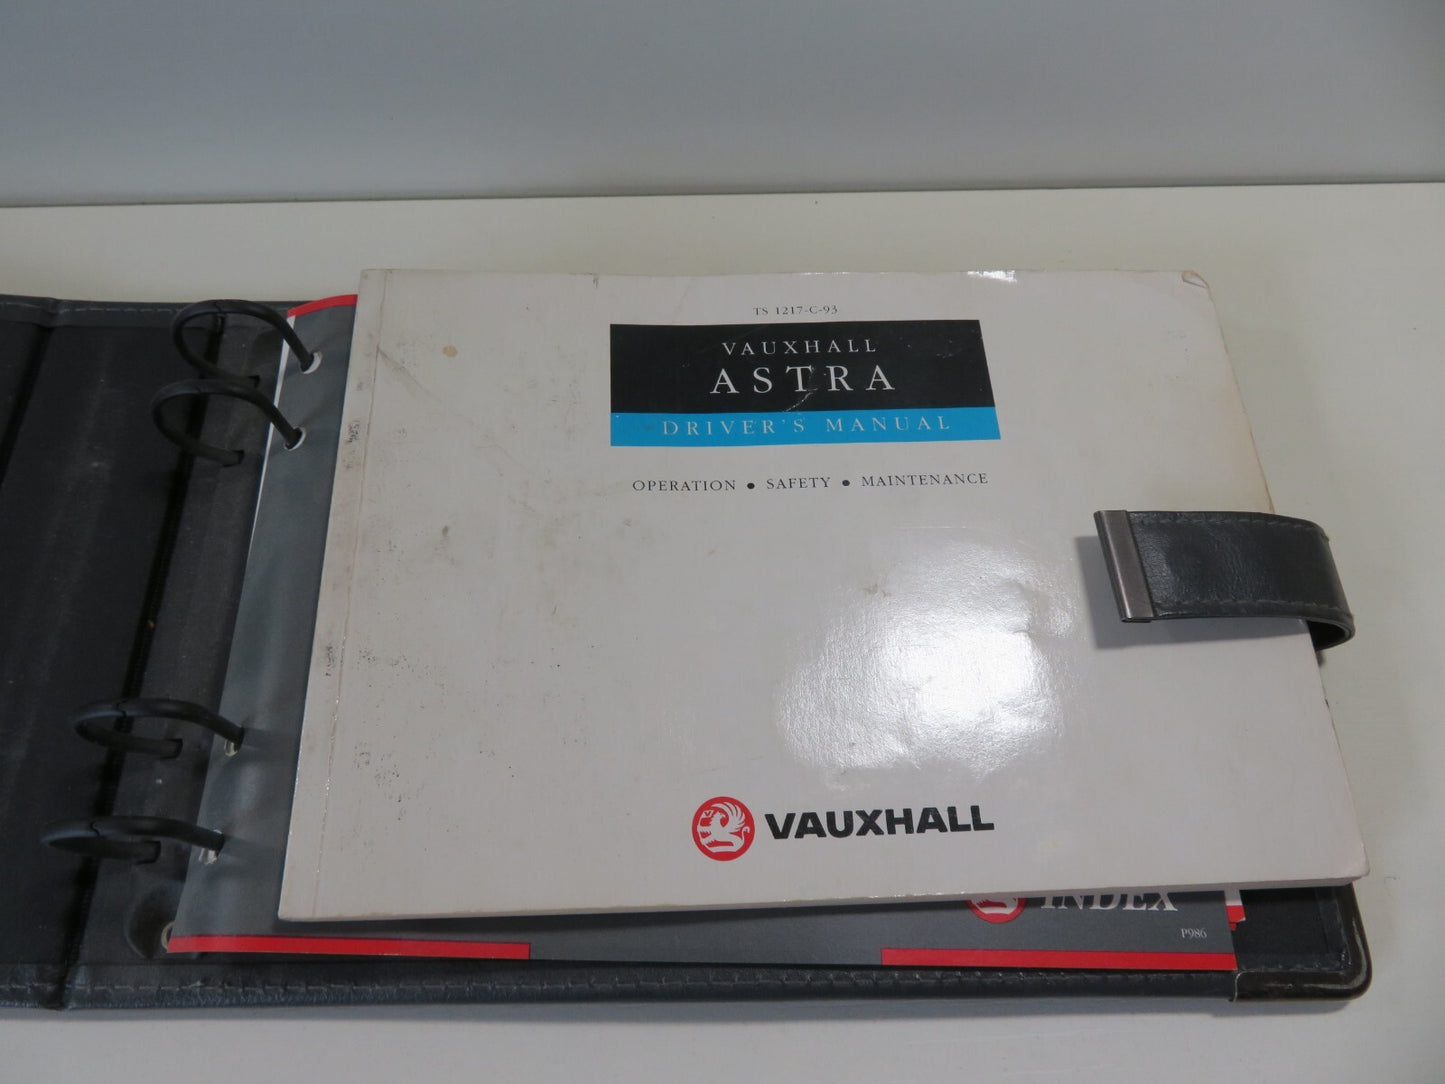 TS 1217-C-93
VAUXHALL
ASTRA
DRIVER'S MANUAL
OPERATION • SAFETY • MAINTENANCE
VAUXHALL
INDEX
P986